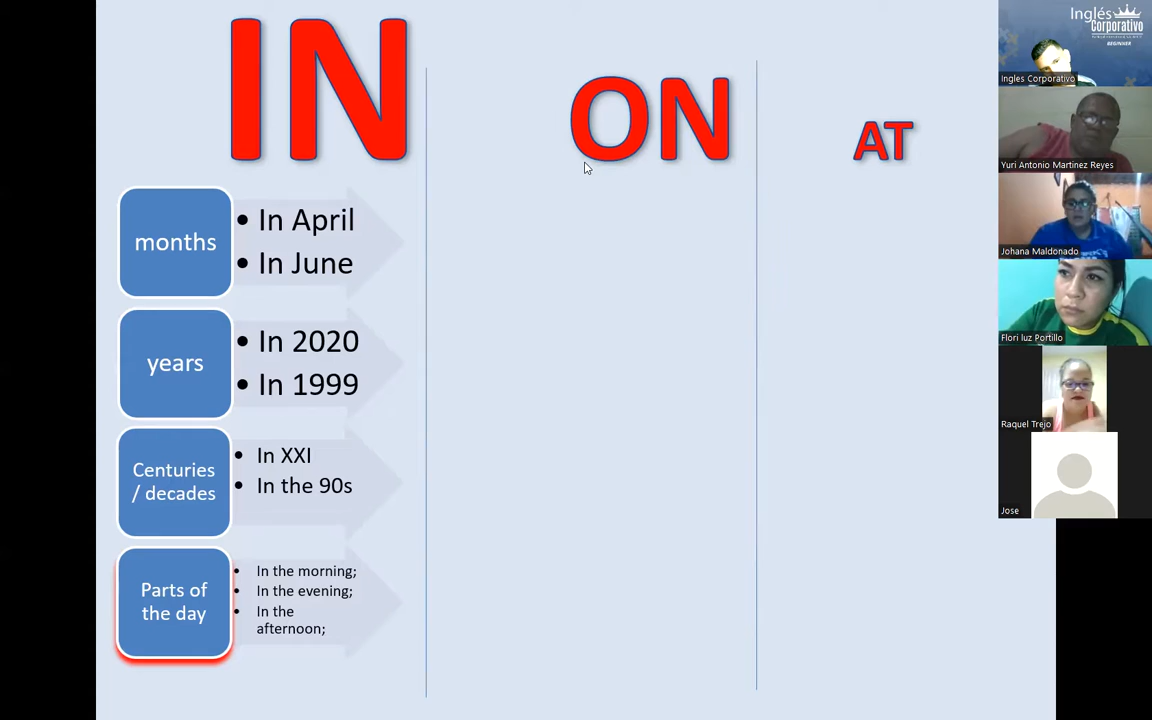 IN
ON
AT
months
• In April
• In June
years
• In 2020
• In 1999
Centuries
/ decades
• In XXI
• In the 90s
Parts of
the day
• In the morning;
• In the evening;
• In the
afternoon;
Inglés
Corporativo
BEGINNER
Ingles Corporativo
Yuri Antonio Martinez Reyes
Johana Maldonado
Flori luz Portillo
Raquel Trejo
Jose